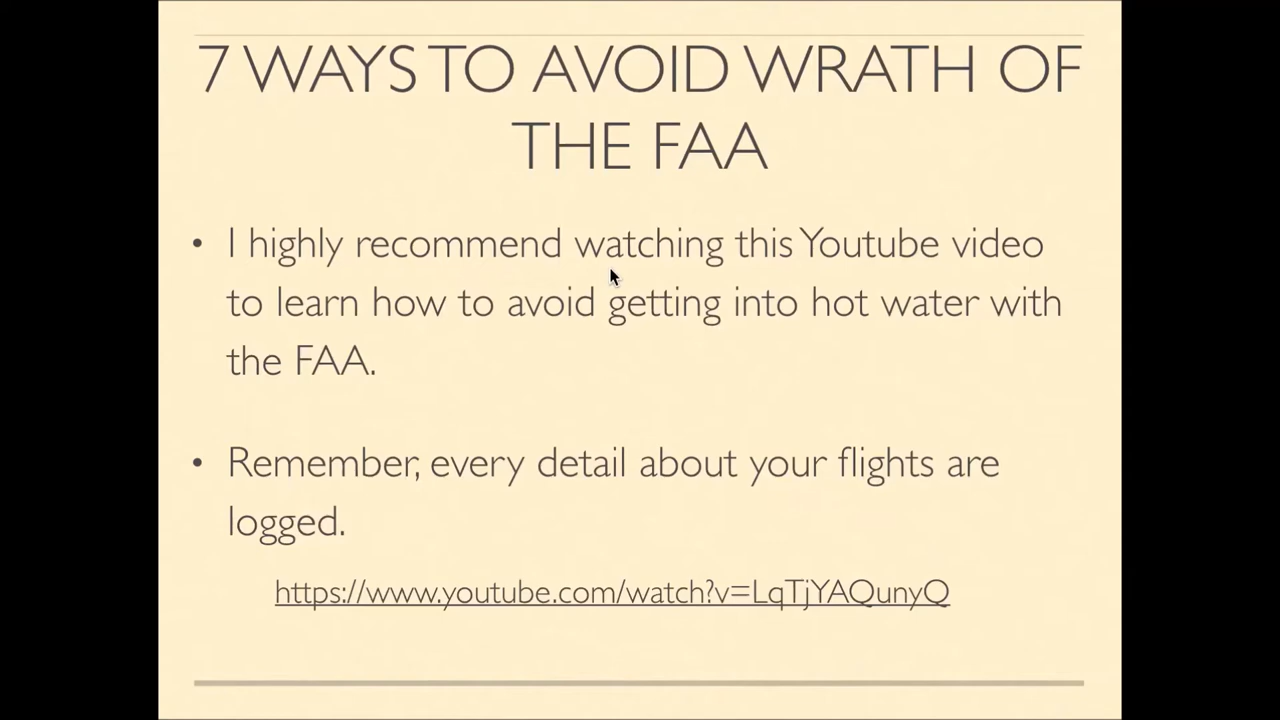 7 WAYS TO AVOID WRATH OF
THE FAA
• I highly recommend watching this Youtube video
to learn how to avoid getting into hot water with
the FAA.
• Remember, every detail about your flights are
logged.
https://www.youtube.com/watch?v=LqTjYAQunyQ